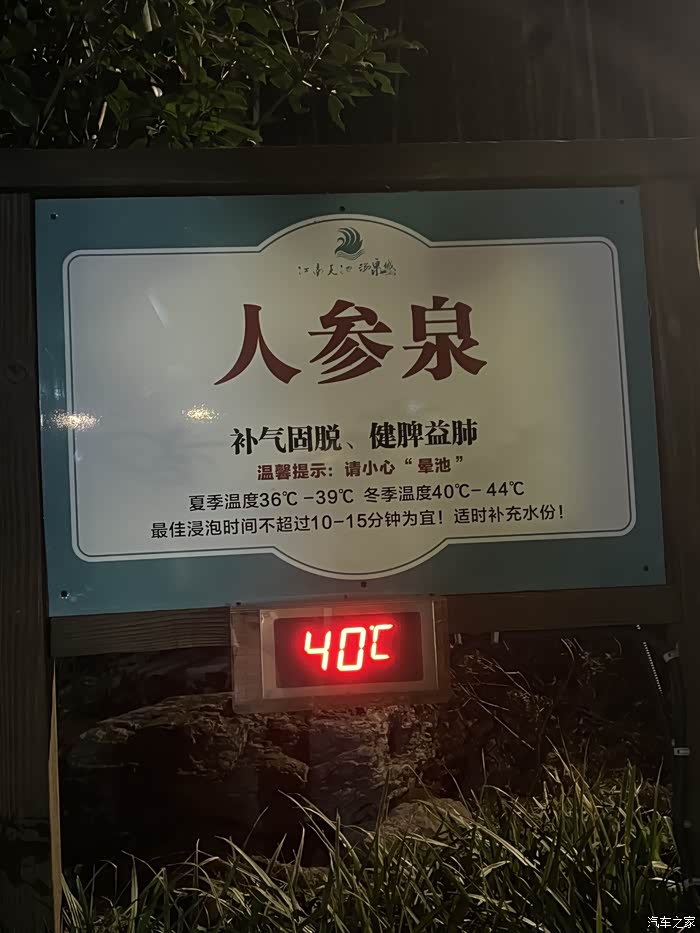 江南天池 温泉城
人参泉
补气固脱、健脾益肺
温馨提示：请小心“晕池”
夏季温度36℃-39℃ 冬季温度40℃-44℃
最佳浸泡时间不超过10-15分钟为宜！适时补充水份！
40℃
汽车之家